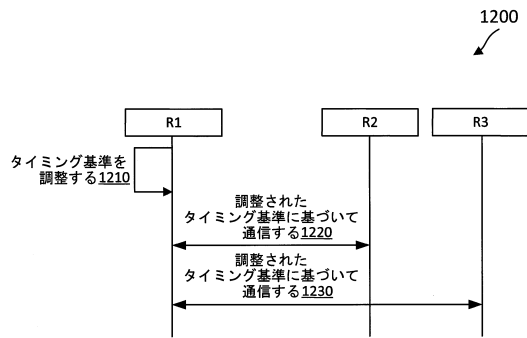 1200
R1
R2
R3
タイミング基準を
調整する1210
調整された
タイミング基準に基づいて
通信する1220
調整された
タイミング基準に基づいて
通信する1230